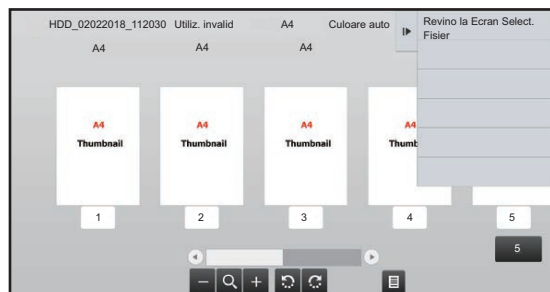 HDD_02022018_112030 Utiliz. invalid A4 Culoare auto
Revino la Ecran Select.
Fisier
A4 A4 A4
A4 A4 A4 A4
Thumbnail Thumbnail Thumbnail Thumb
1 2 3 4 5
5